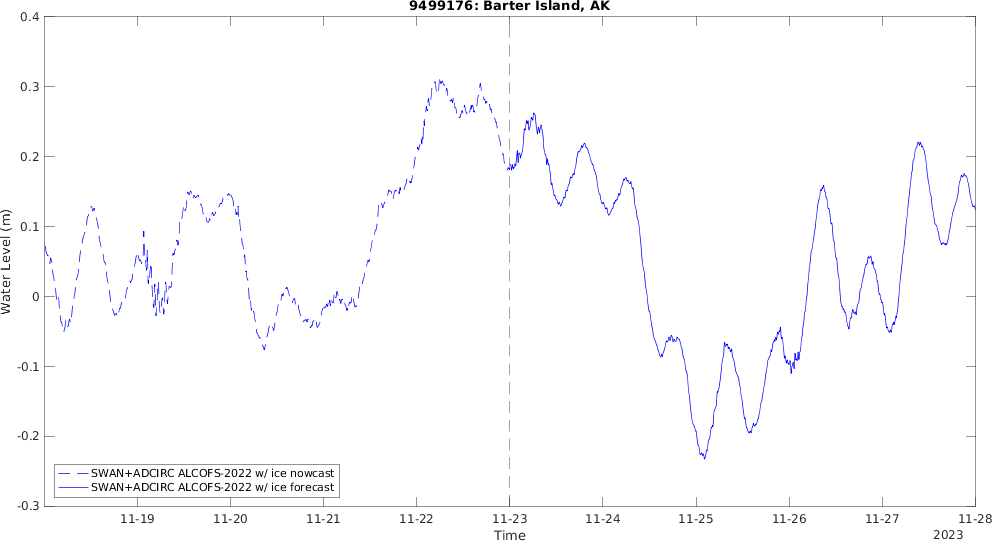 9499176: Barter Island, AK
0.4
0.3
0.2
0.1
0
-0.1
-0.2
-0.3
Water Level (m)
SWAN+ADCIRC ALCOFS-2022 w/ ice nowcast
SWAN+ADCIRC ALCOFS-2022 w/ ice forecast
11-19 11-20 11-21 11-22 11-23 11-24 11-25 11-26 11-27 11-28
Time
2023